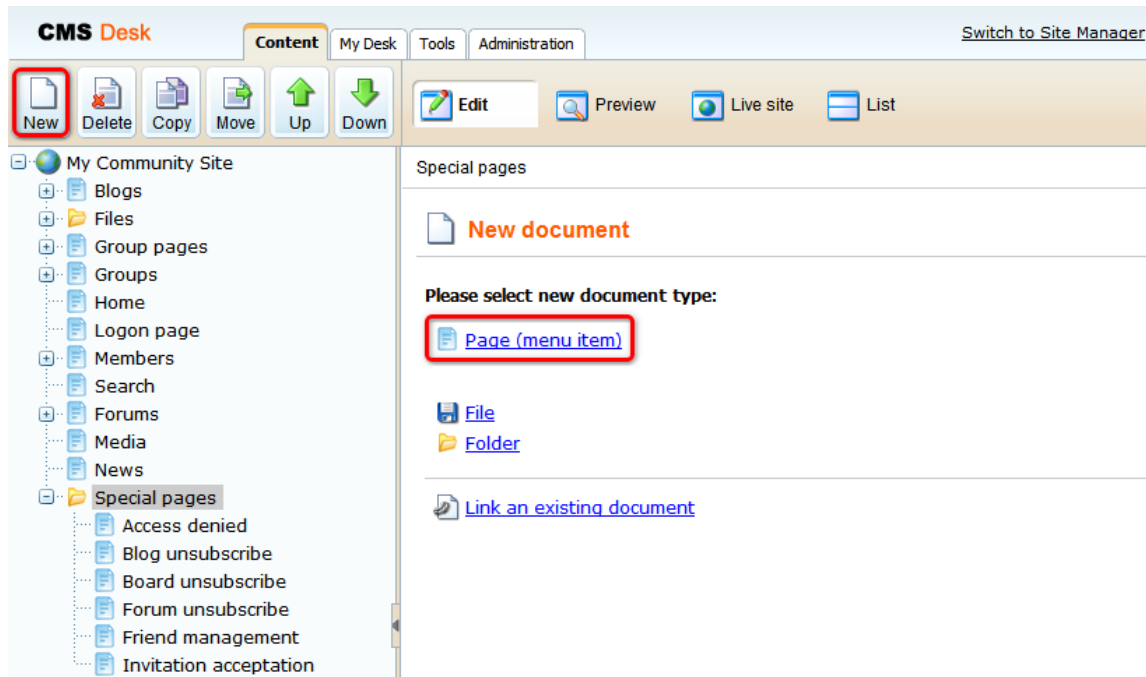 CMS Desk
Content
My Desk
Tools
Administration
Switch to Site Manager
New
Delete
Copy
Move
Up
Down
Edit
Preview
Live site
List
My Community Site
Blogs
Files
Group pages
Groups
Home
Logon page
Members
Search
Forums
Media
News
Special pages
Access denied
Blog unsubscribe
Board unsubscribe
Forum unsubscribe
Friend management
Invitation acceptation
Special pages
New document
Please select new document type:
Page (menu item)
File
Folder
Link an existing document